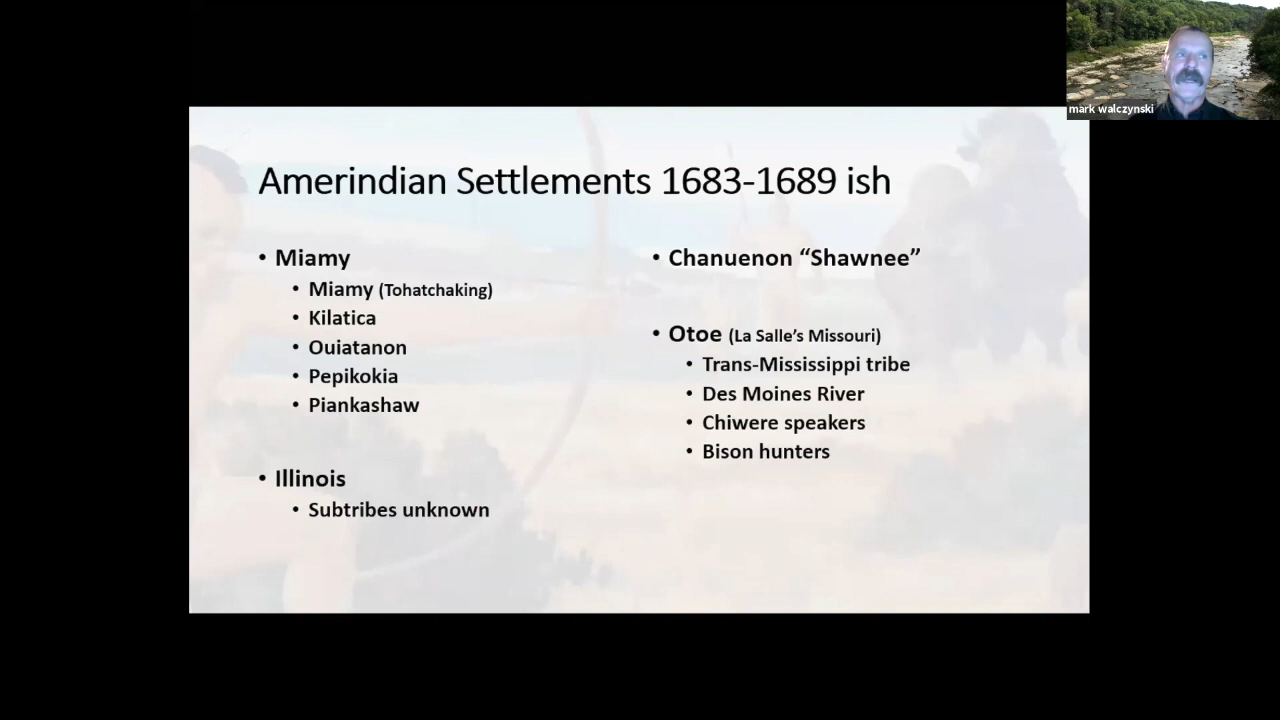 mark walczynski
Amerindian Settlements 1683-1689 ish
• Miamy
• Miamy (Tohatchaking)
• Kilatica
• Ouiatanon
• Pepikokia
• Piankashaw
• Illinois
• Subtribes unknown
• Chanuenon “Shawnee”
• Otoe (La Salle’s Missouri)
• Trans-Mississippi tribe
• Des Moines River
• Chiwere speakers
• Bison hunters